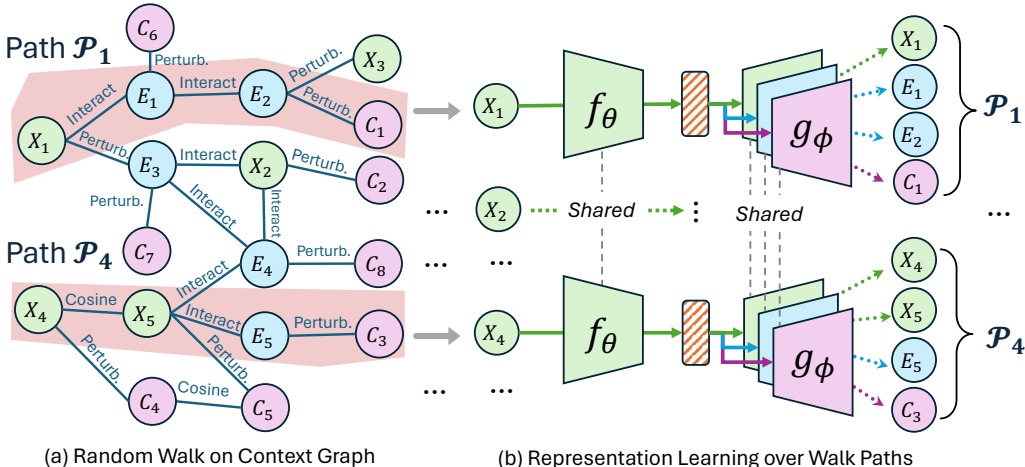 Path 𝓟₁
C₆
Perturb.
Interact
E₁
Interact
E₂
Perturb.
X₃
Perturb.
C₁
X₁
Perturb.
E₃
Interact
X₂
Perturb.
C₂
Perturb.
Interact
Interact
C₇
E₄
C₈
Path 𝓟₄
Interact
X₄
Cosine
X₅
Interact
E₅
Perturb.
C₃
Perturb.
Perturb.
C₄
Cosine
C₅
(a) Random Walk on Context Graph
X₁
f_θ
g_ϕ
X₁
E₁
E₂
C₁
𝓟₁
...
X₂
Shared
⋮
Shared
...
...
...
X₄
f_θ
g_ϕ
X₄
X₅
E₅
C₃
𝓟₄
...
...
(b) Representation Learning over Walk Paths